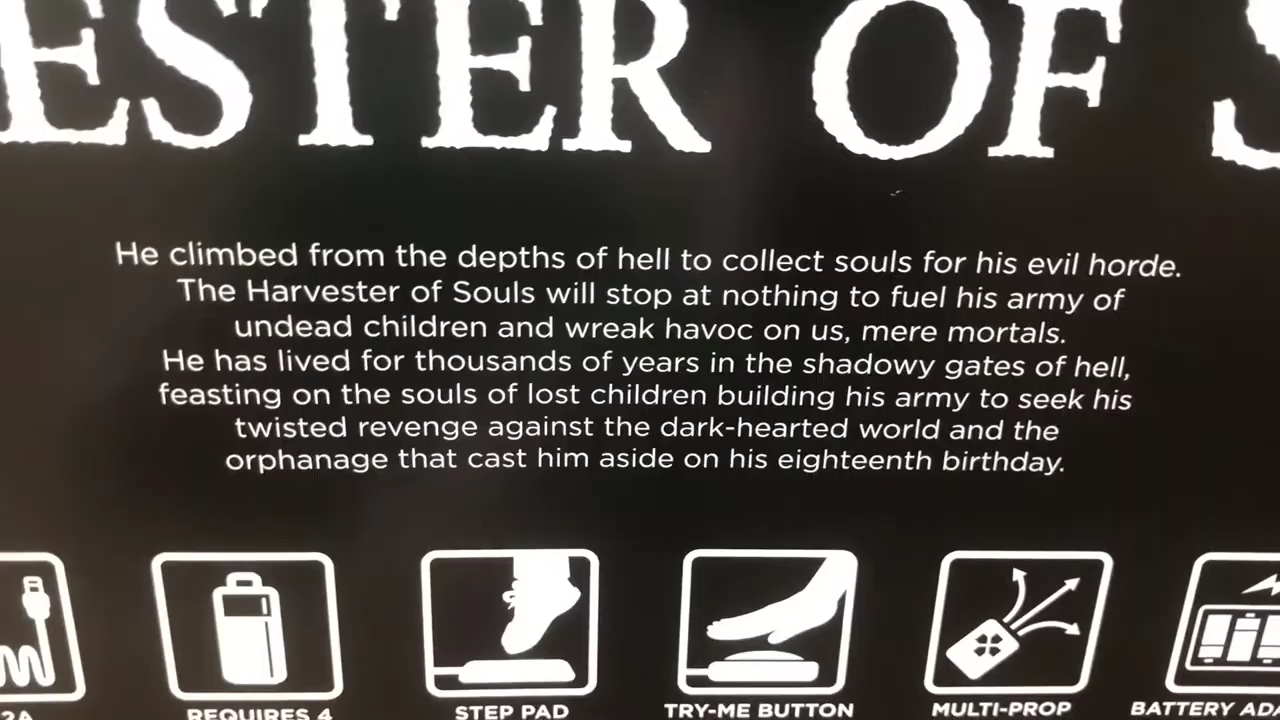 ESTER OF S
He climbed from the depths of hell to collect souls for his evil horde.
The Harvester of Souls will stop at nothing to fuel his army of
undead children and wreak havoc on us, mere mortals.
He has lived for thousands of years in the shadowy gates of hell,
feasting on the souls of lost children building his army to seek his
twisted revenge against the dark-hearted world and the
orphanage that cast him aside on his eighteenth birthday.
2A REQUIRES 4 STEP PAD TRY-ME BUTTON MULTI-PROP BATTERY ADA